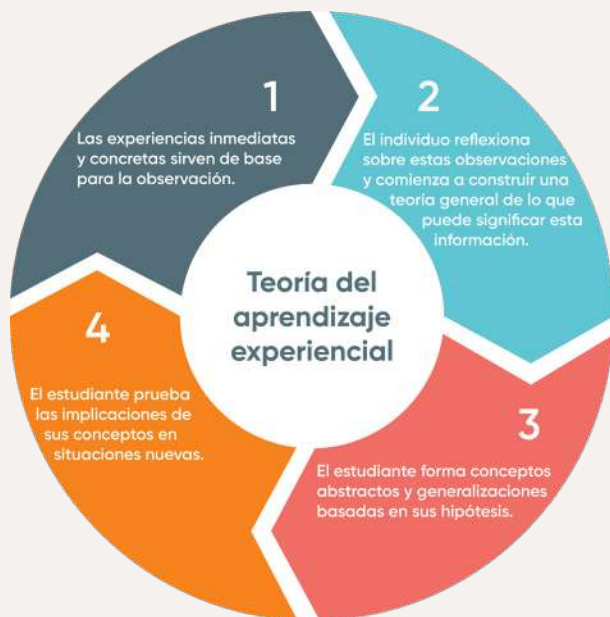 1
Las experiencias inmediatas
y concretas sirven de base
para la observación.
2
El individuo reflexiona
sobre estas observaciones
y comienza a construir una
teoría general de lo que
puede significar esta
información.
3
El estudiante forma conceptos
abstractos y generalizaciones
basadas en sus hipótesis.
4
El estudiante prueba
las implicaciones de
sus conceptos en
situaciones nuevas.
Teoría del
aprendizaje
experiencial